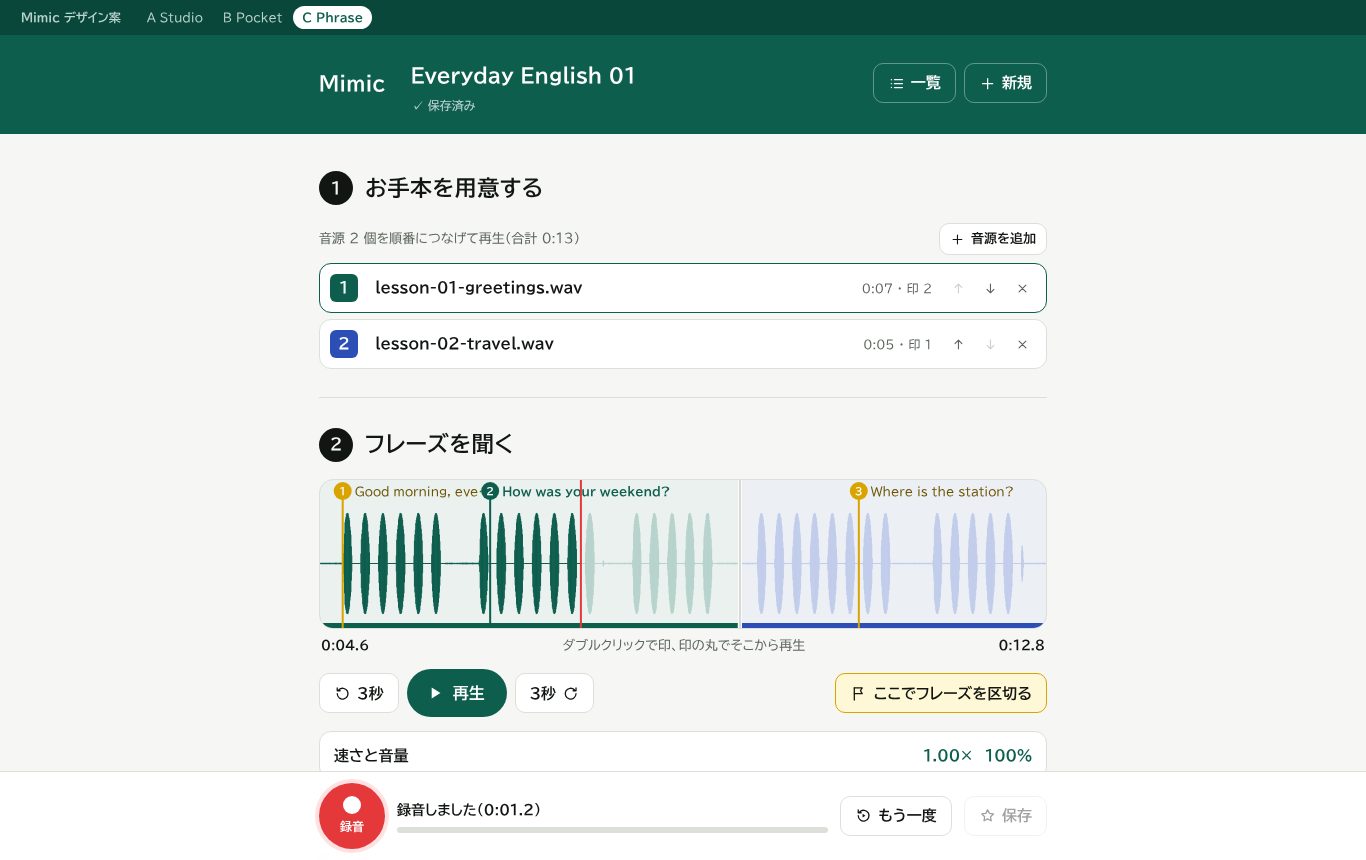 Mimic デザイン案 A Studio B Pocket C Phrase
Mimic
Everyday English 01
✓ 保存済み
一覧
+ 新規
1 お手本を用意する
音源 2 個を順番につなげて再生(合計 0:13)
+ 音源を追加
1 lesson-01-greetings.wav 0:07・印 2 ↑ ↓ ×
2 lesson-02-travel.wav 0:05・印 1 ↑ ↓ ×
2 フレーズを聞く
1 Good morning, eve 2 How was your weekend? 3 Where is the station?
0:04.6 ダブルクリックで印、印の丸でそこから再生 0:12.8
3秒 再生 3秒 ここでフレーズを区切る
速さと音量 1.00× 100%
録音
録音しました(0:01.2)
もう一度
保存